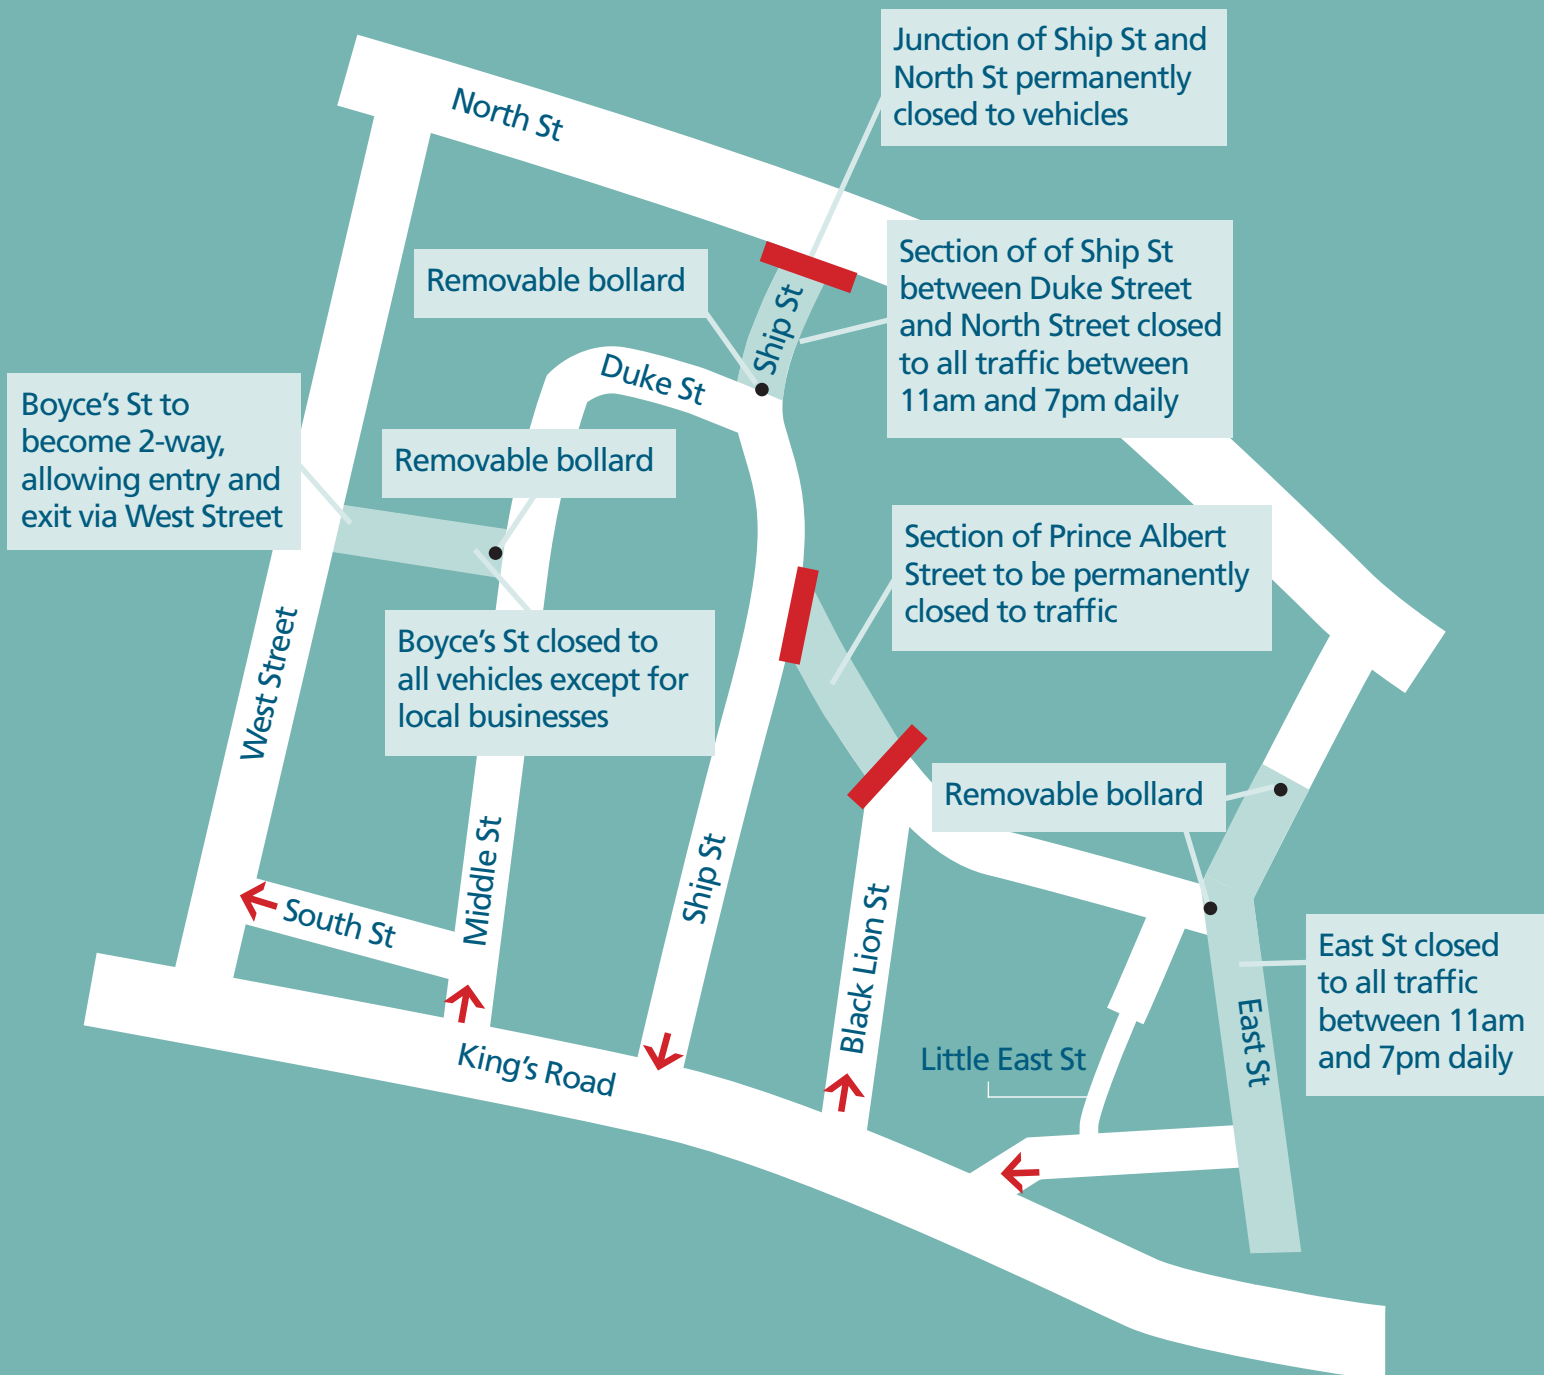 Junction of Ship St and
North St permanently
closed to vehicles
North St
Section of of Ship St
between Duke Street
and North Street closed
to all traffic between
11am and 7pm daily
Removable bollard
Ship St
Duke St
Boyce's St to
become 2-way,
allowing entry and
exit via West Street
Removable bollard
Section of Prince Albert
Street to be permanently
closed to traffic
West Street
Boyce's St closed to
all vehicles except for
local businesses
Removable bollard
Middle St
Ship St
South St
Black Lion St
East St closed
to all traffic
between 11am
and 7pm daily
East St
Little East St
King's Road